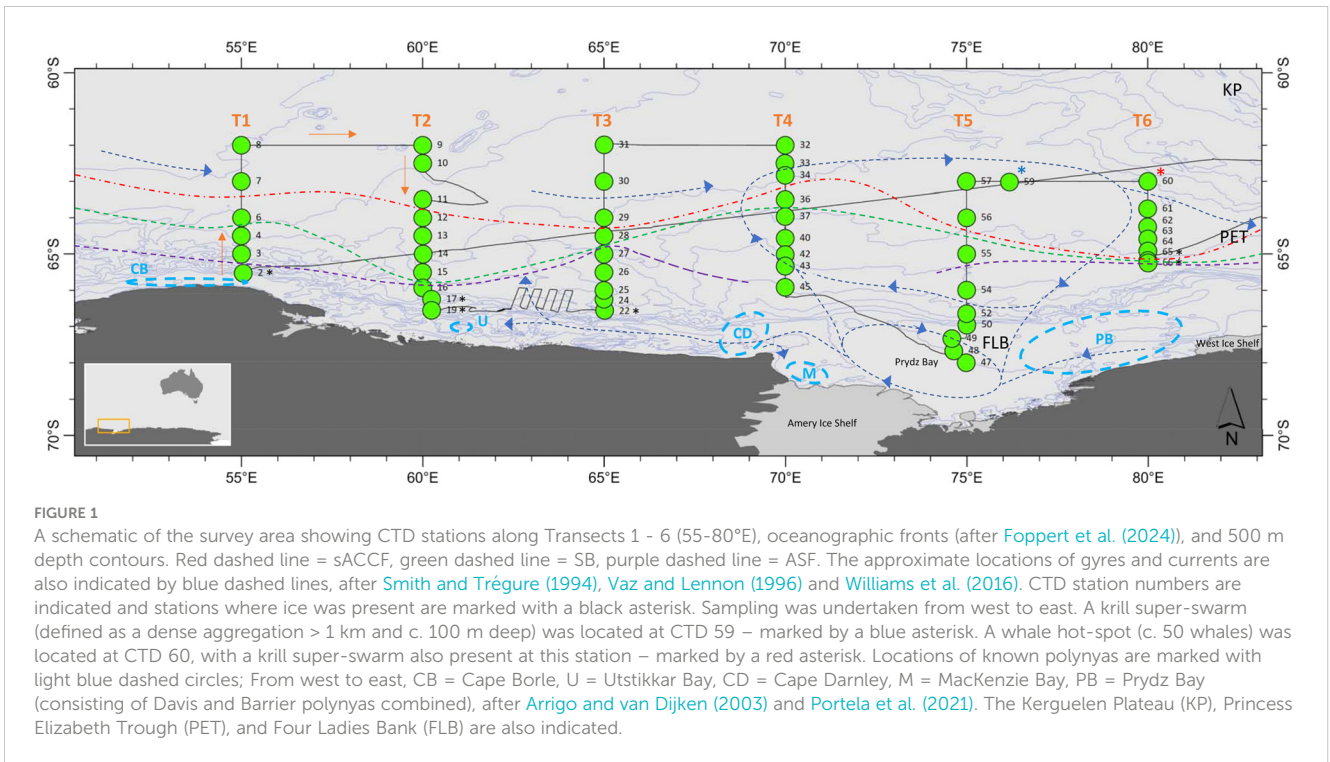 55°E 60°E 65°E 70°E 75°E 80°E
60°S 60°S
KP
T1 T2 T3 T4 T5 T6
8 9 31 32
10 33
34
7 30 57 59 * 60 *
11 36 61
6 12 29 37 56 62
4 13 28 40 63
64 PET
65°S 3 14 27 42 55 65 * 65°S
2 * 15 26 43 66 *
CB 16 25 45 54
17 * 24 52
19 * 22 * 50
U CD 49 FLB PB
48
M Prydz Bay 47 West Ice Shelf
Amery Ice Shelf
N
70°S 70°S
55°E 60°E 65°E 70°E 75°E 80°E
FIGURE 1
A schematic of the survey area showing CTD stations along Transects 1 - 6 (55-80°E), oceanographic fronts (after Foppert et al. (2024)), and 500 m
depth contours. Red dashed line = sACCF, green dashed line = SB, purple dashed line = ASF. The approximate locations of gyres and currents are
also indicated by blue dashed lines, after Smith and Trégure (1994), Vaz and Lennon (1996) and Williams et al. (2016). CTD station numbers are
indicated and stations where ice was present are marked with a black asterisk. Sampling was undertaken from west to east. A krill super-swarm
(defined as a dense aggregation > 1 km and c. 100 m deep) was located at CTD 59 – marked by a blue asterisk. A whale hot-spot (c. 50 whales) was
located at CTD 60, with a krill super-swarm also present at this station – marked by a red asterisk. Locations of known polynyas are marked with
light blue dashed circles; From west to east, CB = Cape Borle, U = Utstikkar Bay, CD = Cape Darnley, M = MacKenzie Bay, PB = Prydz Bay
(consisting of Davis and Barrier polynyas combined), after Arrigo and van Dijken (2003) and Portela et al. (2021). The Kerguelen Plateau (KP), Princess
Elizabeth Trough (PET), and Four Ladies Bank (FLB) are also indicated.